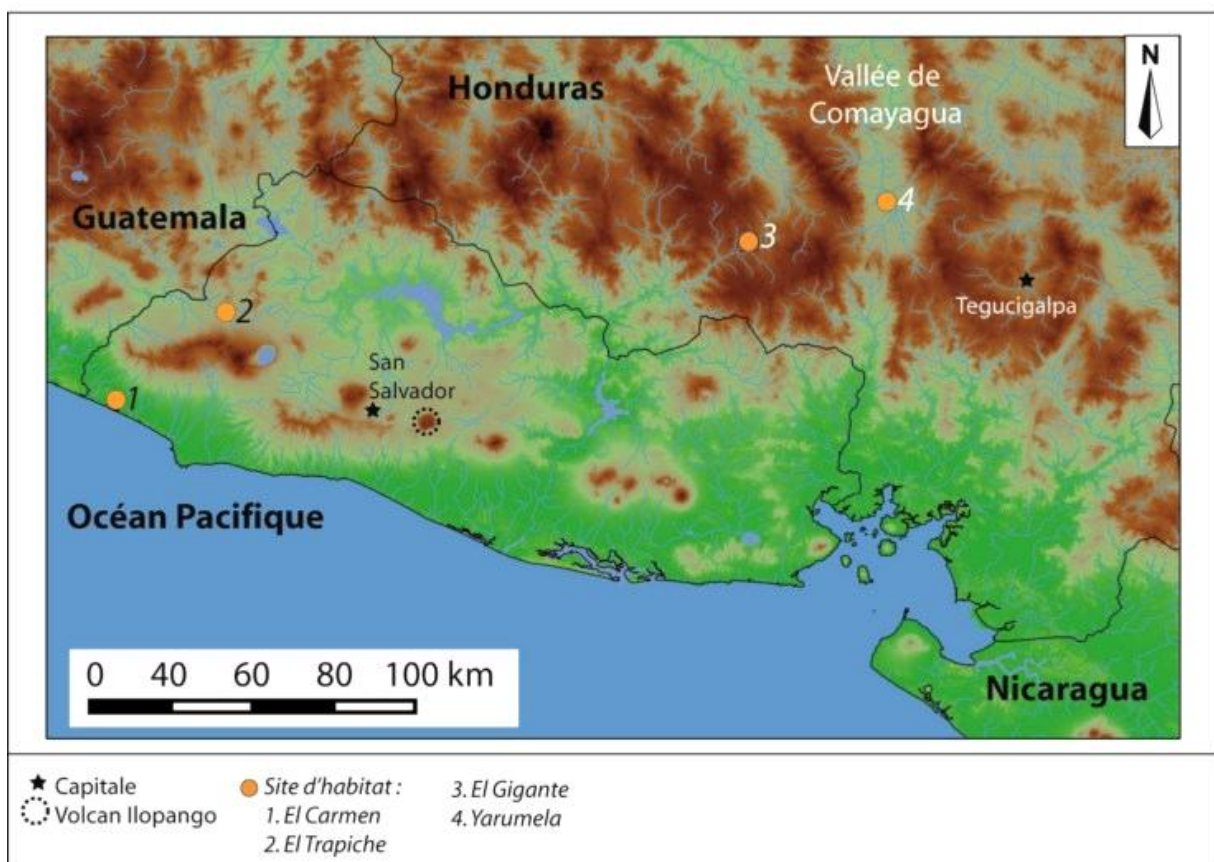 N
Honduras
Vallée de
Comayagua
Guatemala
4
3
2
Tegucigalpa
San
Salvador
1
Océan Pacifique
0 40 60 80 100 km
Nicaragua
Capitale
Volcan Ilopango
Site d'habitat :
1. El Carmen
2. El Trapiche
3. El Gigante
4. Yarumela